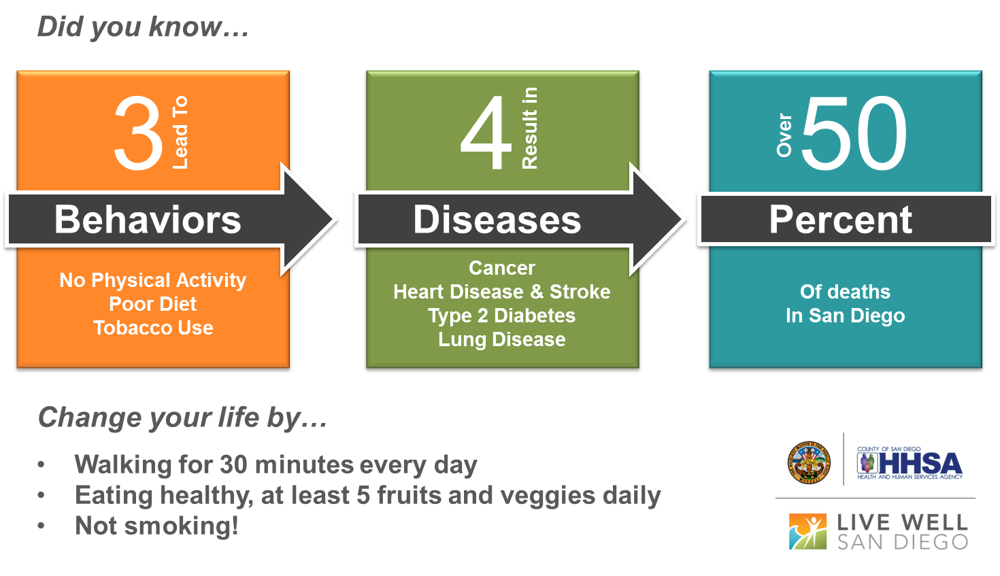 Did you know…
3
Lead To
Behaviors
No Physical Activity
Poor Diet
Tobacco Use
4
Result in
Diseases
Cancer
Heart Disease & Stroke
Type 2 Diabetes
Lung Disease
Over
50
Percent
Of deaths
In San Diego
Change your life by…
• Walking for 30 minutes every day
• Eating healthy, at least 5 fruits and veggies daily
• Not smoking!
COUNTY OF SAN DIEGO
HHSA
HEALTH AND HUMAN SERVICES AGENCY
LIVE WELL
SAN DIEGO